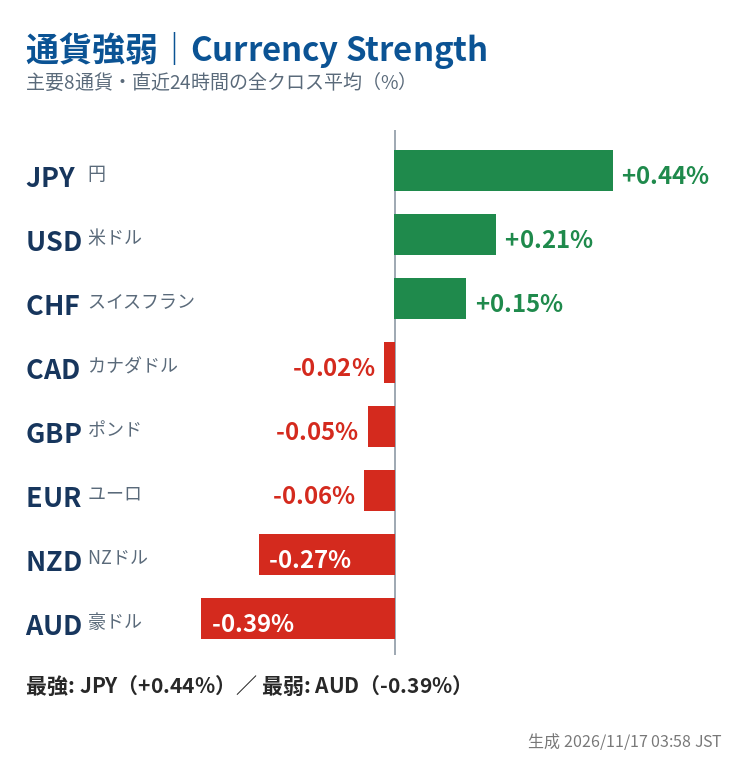 通貨強弱｜Currency Strength
主要8通貨・直近24時間の全クロス平均（%）
JPY 円 +0.44%
USD 米ドル +0.21%
CHF スイスフラン +0.15%
CAD カナダドル -0.02%
GBP ポンド -0.05%
EUR ユーロ -0.06%
NZD NZドル -0.27%
AUD 豪ドル -0.39%
最強: JPY（+0.44%）／ 最弱: AUD（-0.39%）
生成 2026/11/17 03:58 JST